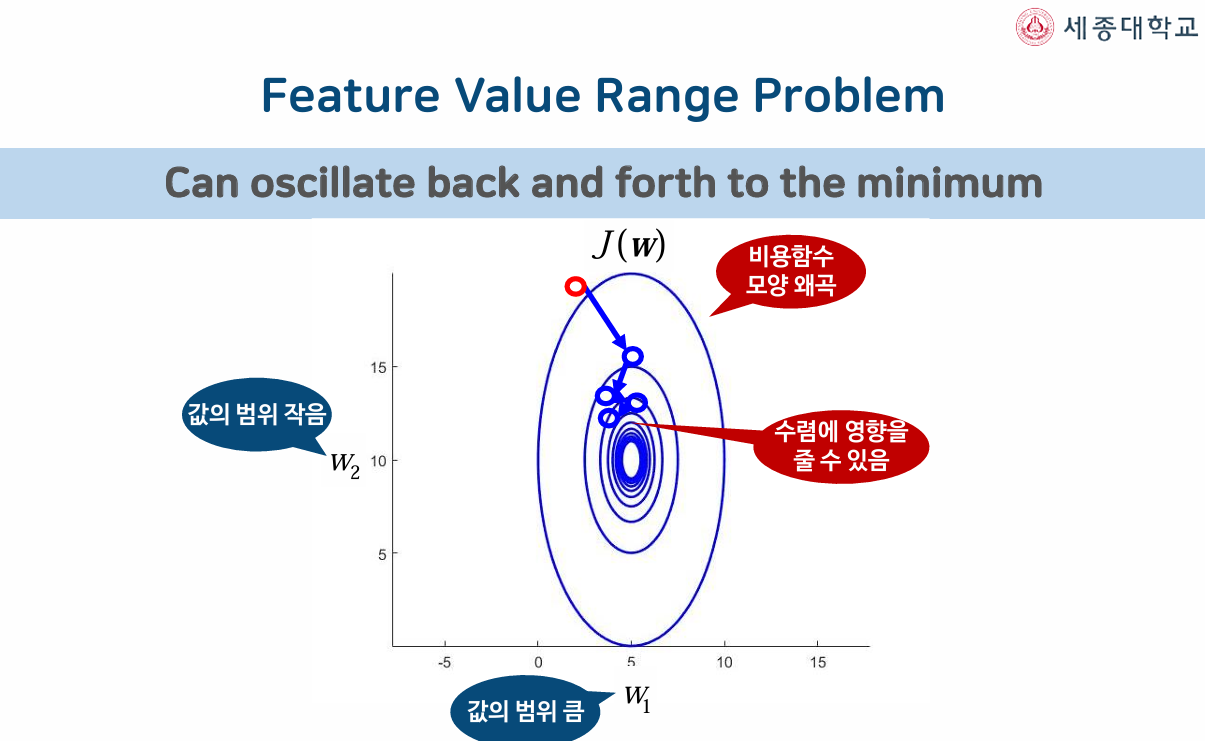 세종대학교
Feature Value Range Problem
Can oscillate back and forth to the minimum
J(w)
비용함수
모양 왜곡
15
값의 범위 작음
수렴에 영향을
줄 수 있음
w2
10
5
-5
0
5
10
15
값의 범위 큼
w1